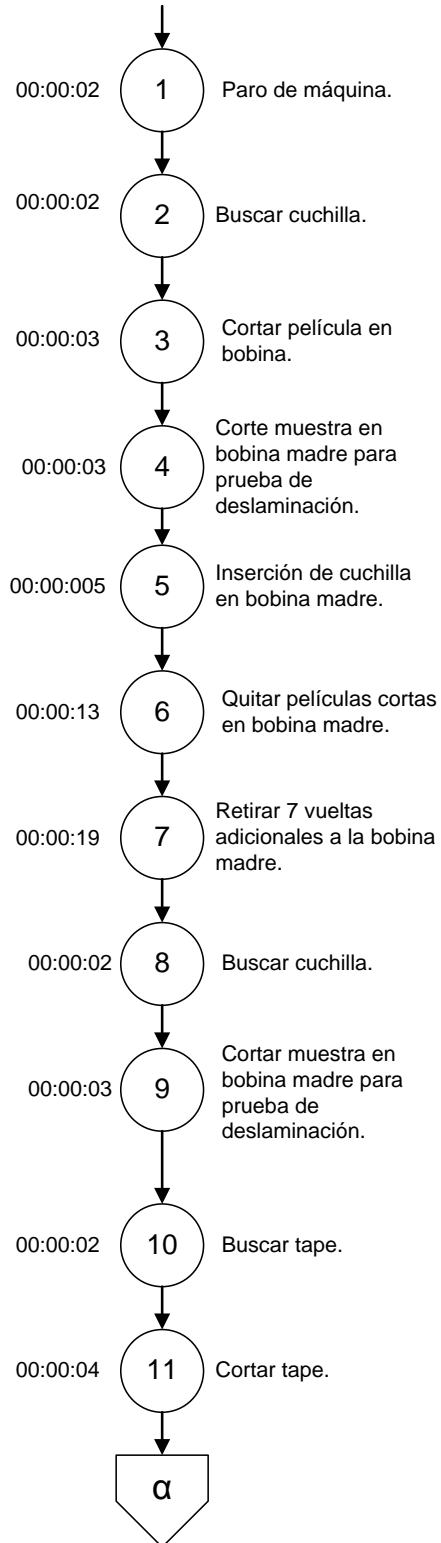 00:00:02 1 Paro de máquina.
00:00:02 2 Buscar cuchilla.
00:00:03 3 Cortar película en
bobina.
Corte muestra en
bobina madre para
00:00:03 4 prueba de
deslaminación.
00:00:005 5 Inserción de cuchilla
en bobina madre.
00:00:13 6 Quitar películas cortas
en bobina madre.
Retirar 7 vueltas
00:00:19 7 adicionales a la bobina
madre.
00:00:02 8 Buscar cuchilla.
Cortar muestra en
00:00:03 9 bobina madre para
prueba de
deslaminación.
00:00:02 10 Buscar tape.
00:00:04 11 Cortar tape.
α